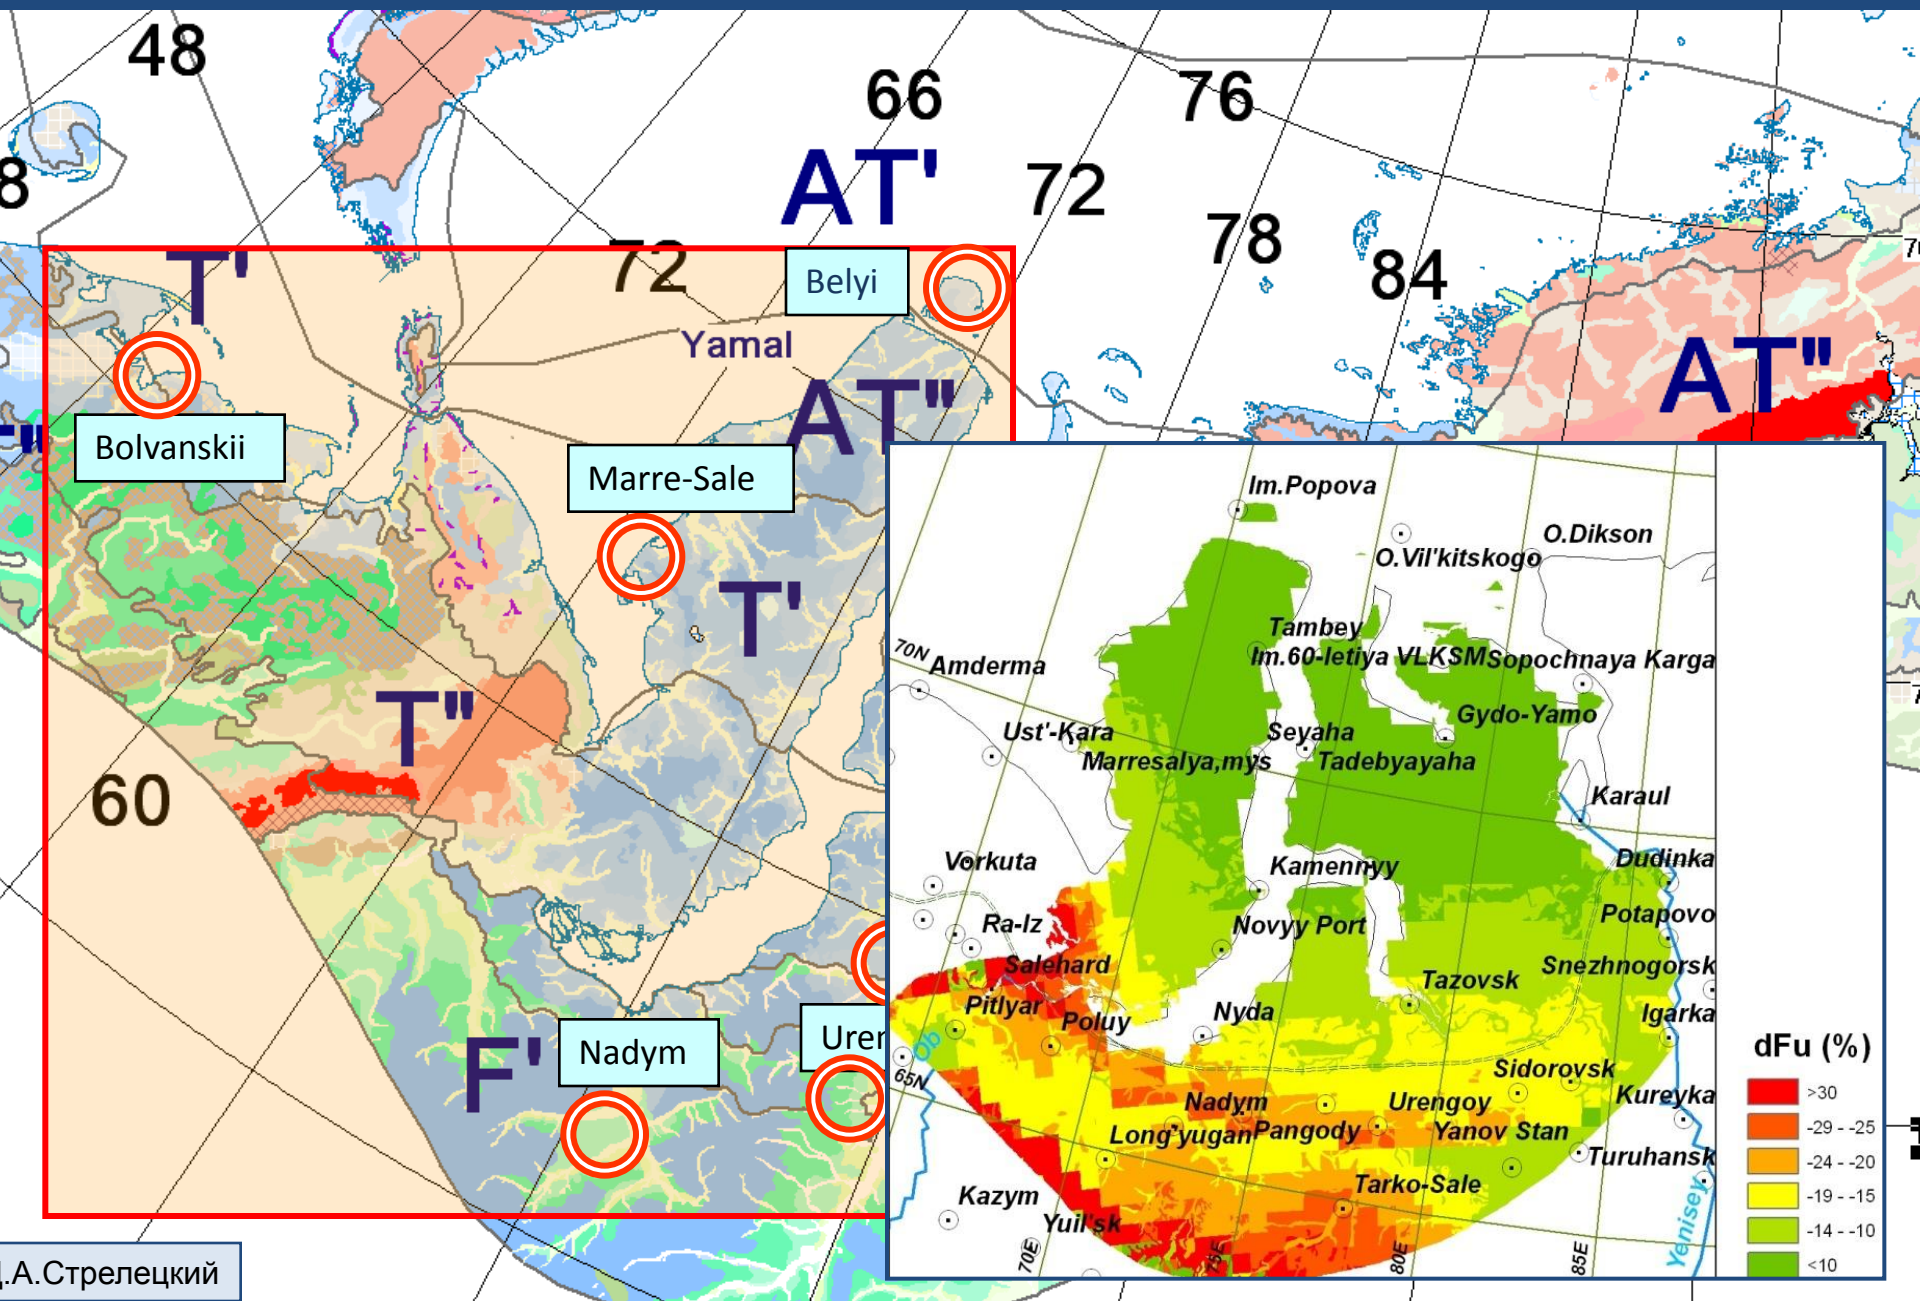 48
66
76
AT'
72
78
84
8
T'
72
Belyi
Yamal
AT"
AT"
Bolvanskii
Marre-Sale
T'
T"
60
F'
Nadym
Uren
Д.А.Стрелецкий
Im.Popova
O.Dikson
O.Vil'kitskogo
Tambey
70N
Amderma
Im.60-letiya VLKSM
Sopochnaya Karga
Gydo-Yamo
Ust'-Kara
Seyaha
Marresalya,mys
Tadebyayaha
Karaul
Vorkuta
Kamennyy
Dudinka
Ra-Iz
Novyy Port
Potapovo
Salehard
Tazovsk
Snezhnogorsk
Pitlyar
Poluy
Nyda
Igarka
Ob
65N
Sidorovsk
Kureyka
Nadym
Urengoy
Long'yugan
Pangody
Yanov Stan
Turuhansk
Kazym
Tarko-Sale
Yuil'sk
Yenisey
70E
75E
80E
85E
dFu (%)
>30
-29 - -25
-24 - -20
-19 - -15
-14 - -10
<10